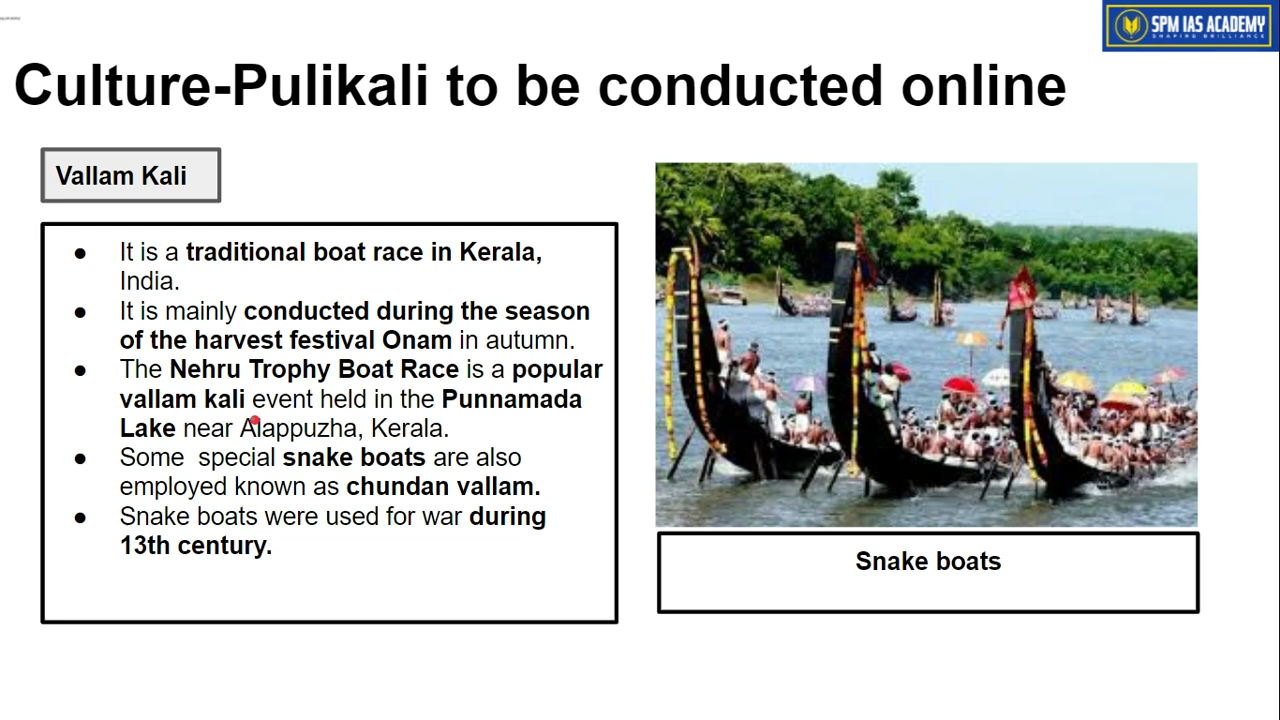 SPM IAS ACADEMY
SHAPING BRILLIANCE
Culture-Pulikali to be conducted online
Vallam Kali
● It is a traditional boat race in Kerala,
India.
● It is mainly conducted during the season
of the harvest festival Onam in autumn.
● The Nehru Trophy Boat Race is a popular
vallam kali event held in the Punnamada
Lake near Alappuzha, Kerala.
● Some special snake boats are also
employed known as chundan vallam.
● Snake boats were used for war during
13th century.
Snake boats